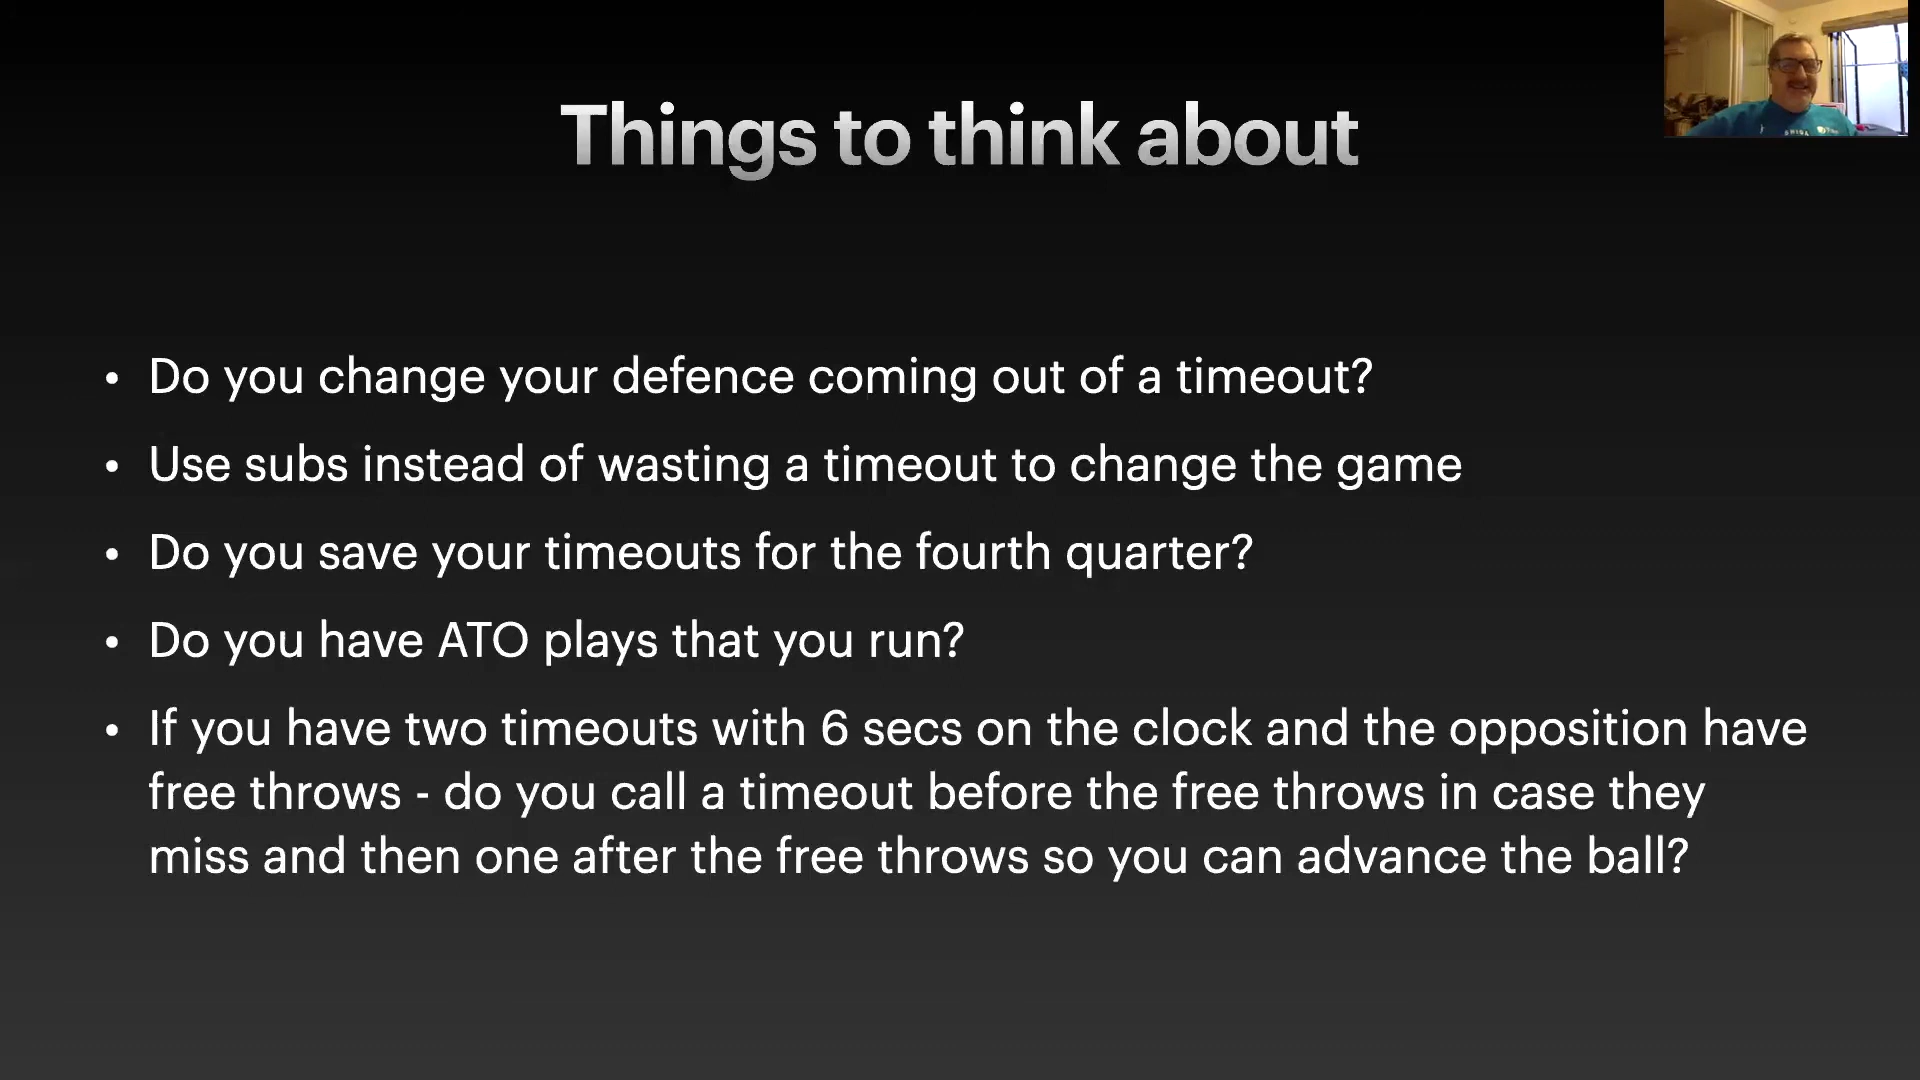 Things to think about
• Do you change your defence coming out of a timeout?
• Use subs instead of wasting a timeout to change the game
• Do you save your timeouts for the fourth quarter?
• Do you have ATO plays that you run?
• If you have two timeouts with 6 secs on the clock and the opposition have
free throws - do you call a timeout before the free throws in case they
miss and then one after the free throws so you can advance the ball?